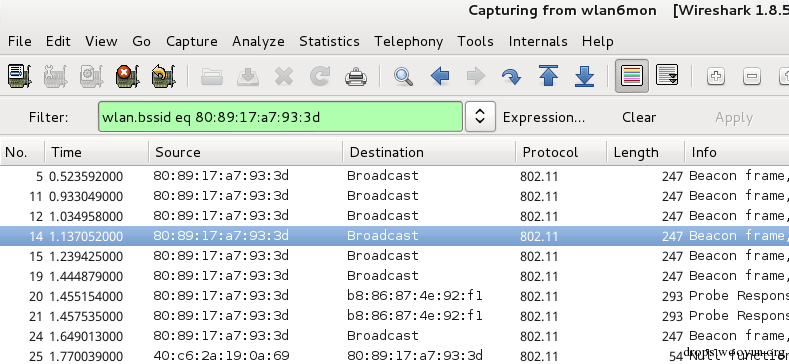 Capturing from wlan6mon [Wireshark 1.8.5
File Edit View Go Capture Analyze Statistics Telephony Tools Internals Help
Filter: wlan.bssid eq 80:89:17:a7:93:3d Expression... Clear Apply
No. Time Source Destination Protocol Length Info
5 0.523592000 80:89:17:a7:93:3d Broadcast 802.11 247 Beacon frame,
11 0.933049000 80:89:17:a7:93:3d Broadcast 802.11 247 Beacon frame,
12 1.034958000 80:89:17:a7:93:3d Broadcast 802.11 247 Beacon frame,
14 1.137052000 80:89:17:a7:93:3d Broadcast 802.11 247 Beacon frame,
15 1.239425000 80:89:17:a7:93:3d Broadcast 802.11 247 Beacon frame,
19 1.444879000 80:89:17:a7:93:3d Broadcast 802.11 247 Beacon frame,
20 1.455154000 80:89:17:a7:93:3d b8:86:87:4e:92:f1 802.11 293 Probe Respon
21 1.457535000 80:89:17:a7:93:3d b8:86:87:4e:92:f1 802.11 293 Probe Respon
24 1.649013000 80:89:17:a7:93:3d Broadcast 802.11 247 Beacon frame,
25 1.770039000 40:c6:2a:19:0a:69 80:89:17:a7:93:3d 802.11 54 Null function
drops.wooyun.org